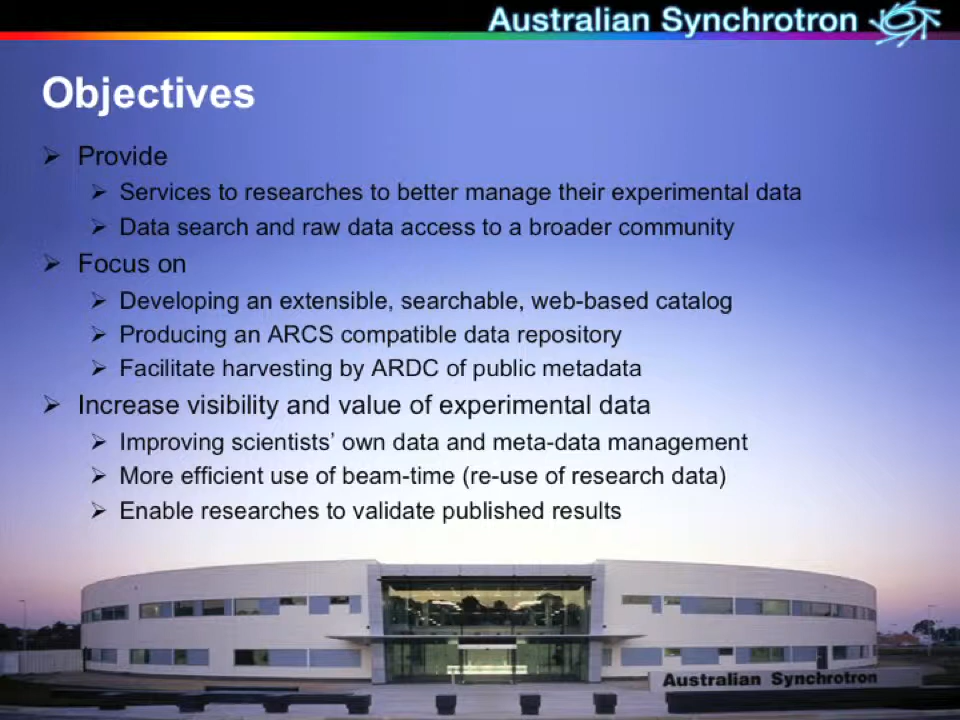 Australian Synchrotron
Objectives
Provide
Services to researches to better manage their experimental data
Data search and raw data access to a broader community
Focus on
Developing an extensible, searchable, web-based catalog
Producing an ARCS compatible data repository
Facilitate harvesting by ARDC of public metadata
Increase visibility and value of experimental data
Improving scientists’ own data and meta-data management
More efficient use of beam-time (re-use of research data)
Enable researches to validate published results
Australian Synchrotron